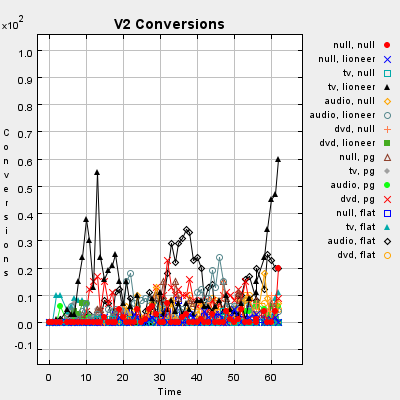 V2 Conversions
x10^2
1.0
0.9
0.8
0.7
0.6
0.5
0.4
0.3
0.2
0.1
0.0
-0.1
Conversions
0 10 20 30 40 50 60
Time
null, null
null, lioneer
tv, null
tv, lioneer
audio, null
audio, lioneer
dvd, null
dvd, lioneer
null, pg
tv, pg
audio, pg
dvd, pg
null, flat
tv, flat
audio, flat
dvd, flat